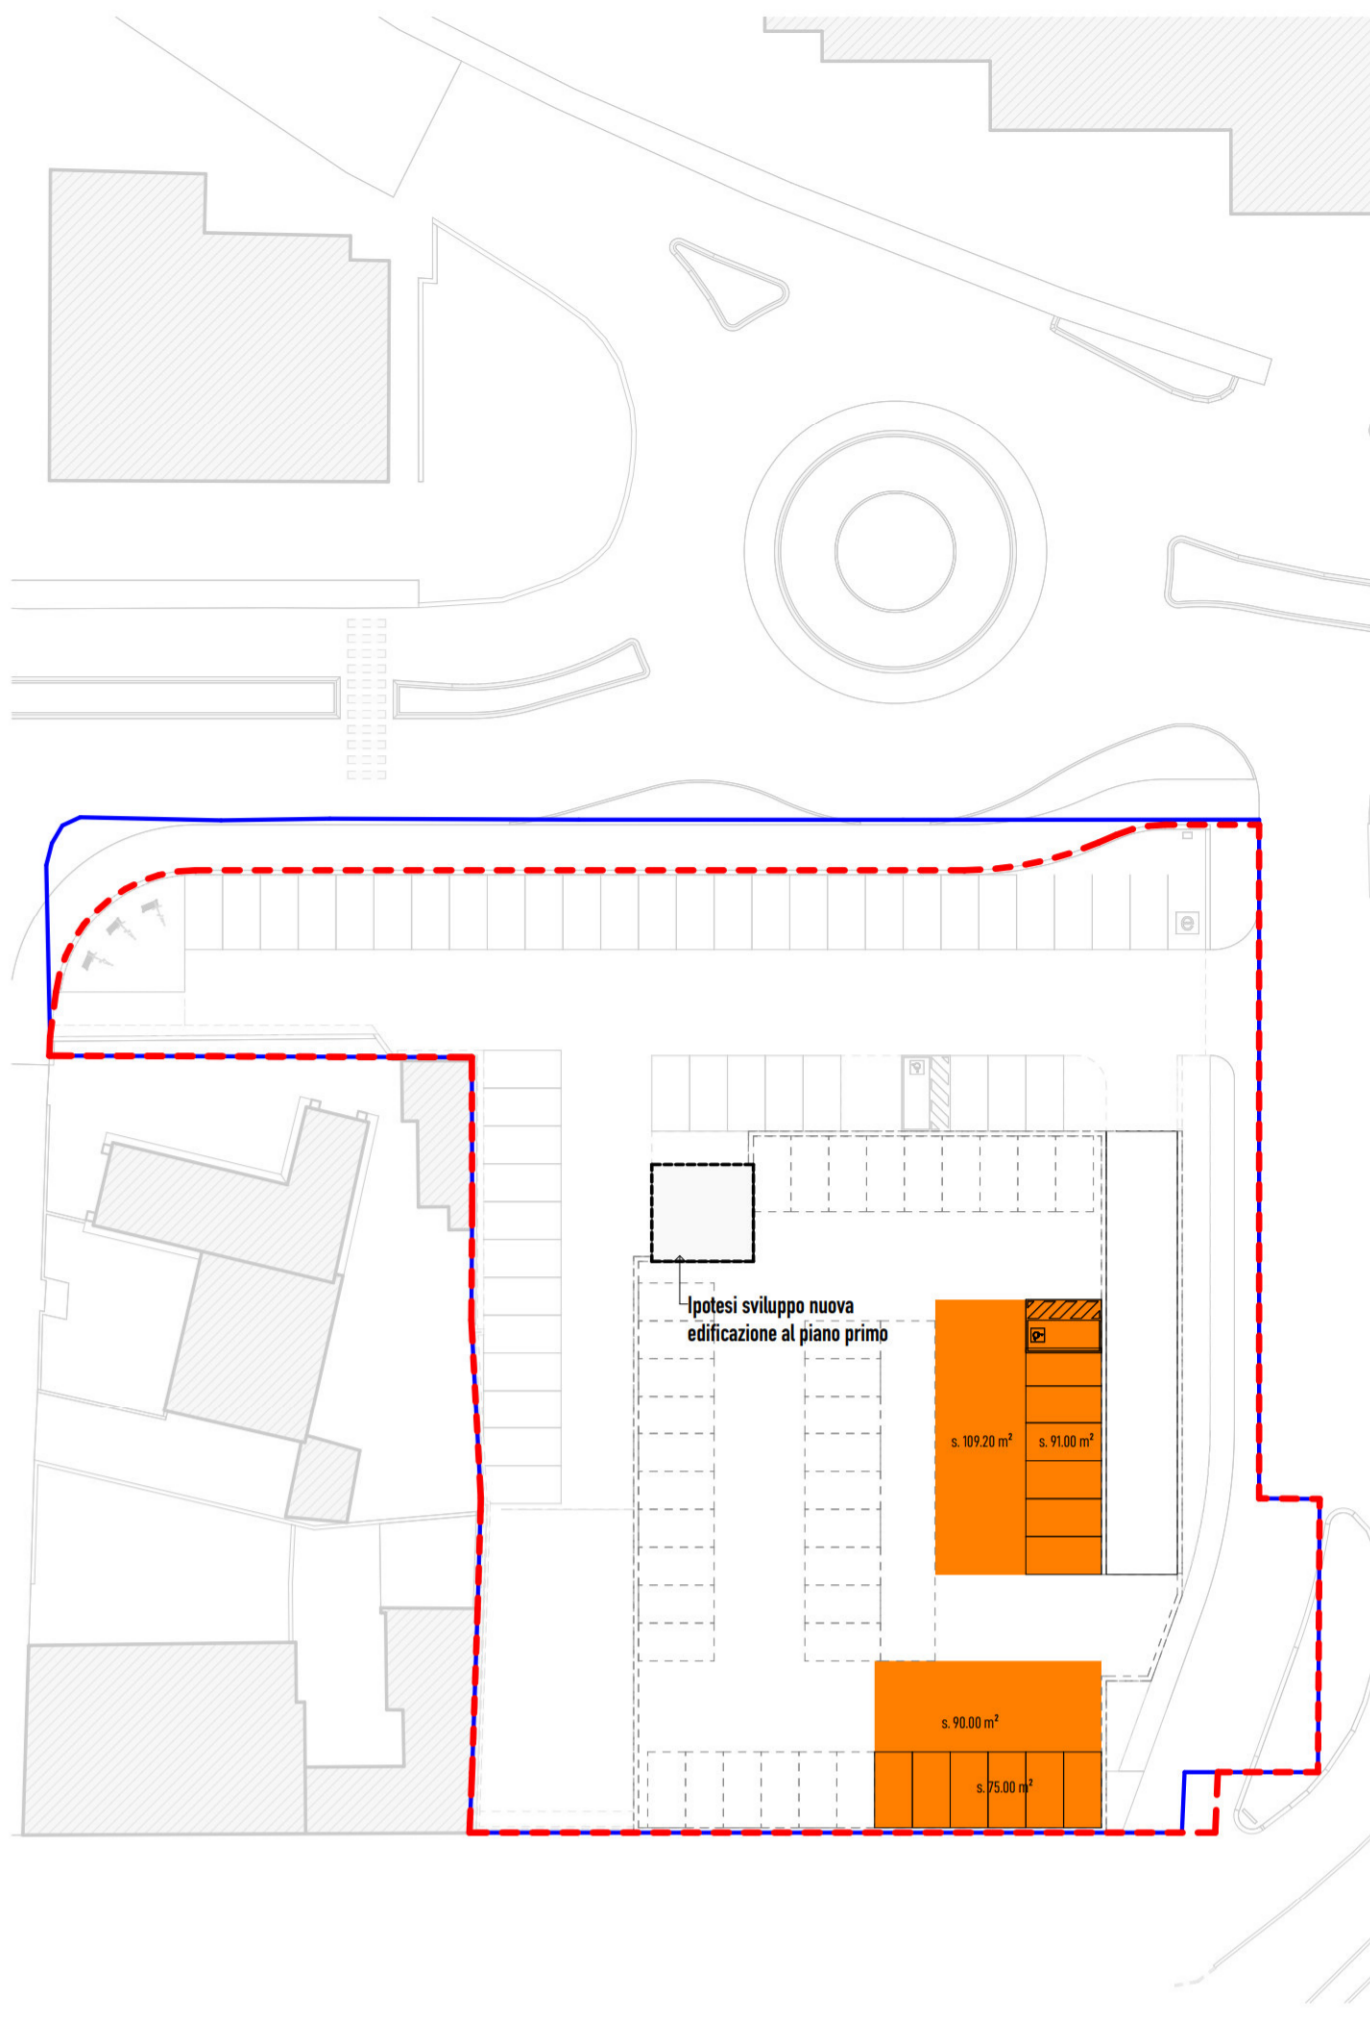 Ipotesi sviluppo nuova
edificazione al piano primo
s. 109.20 m²
s. 91.00 m²
s. 90.00 m²
s. 75.00 m²